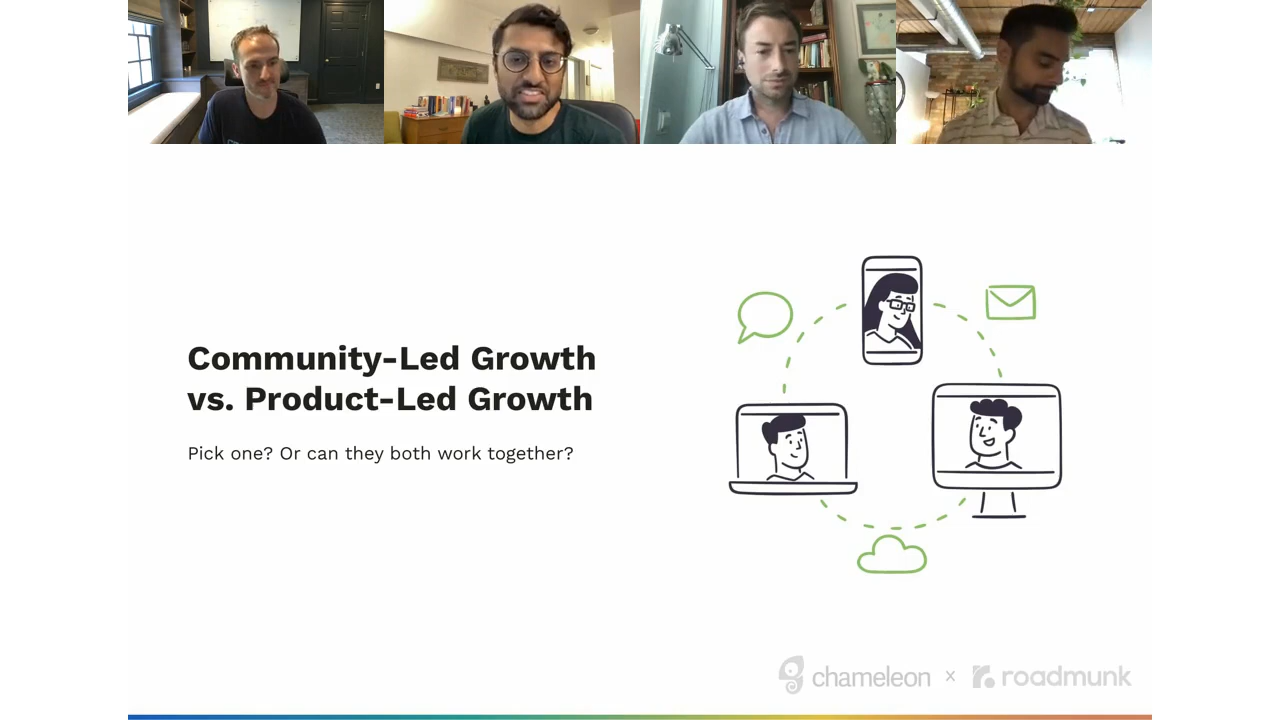 Community-Led Growth
vs. Product-Led Growth
Pick one? Or can they both work together?
chameleon x roadmunk